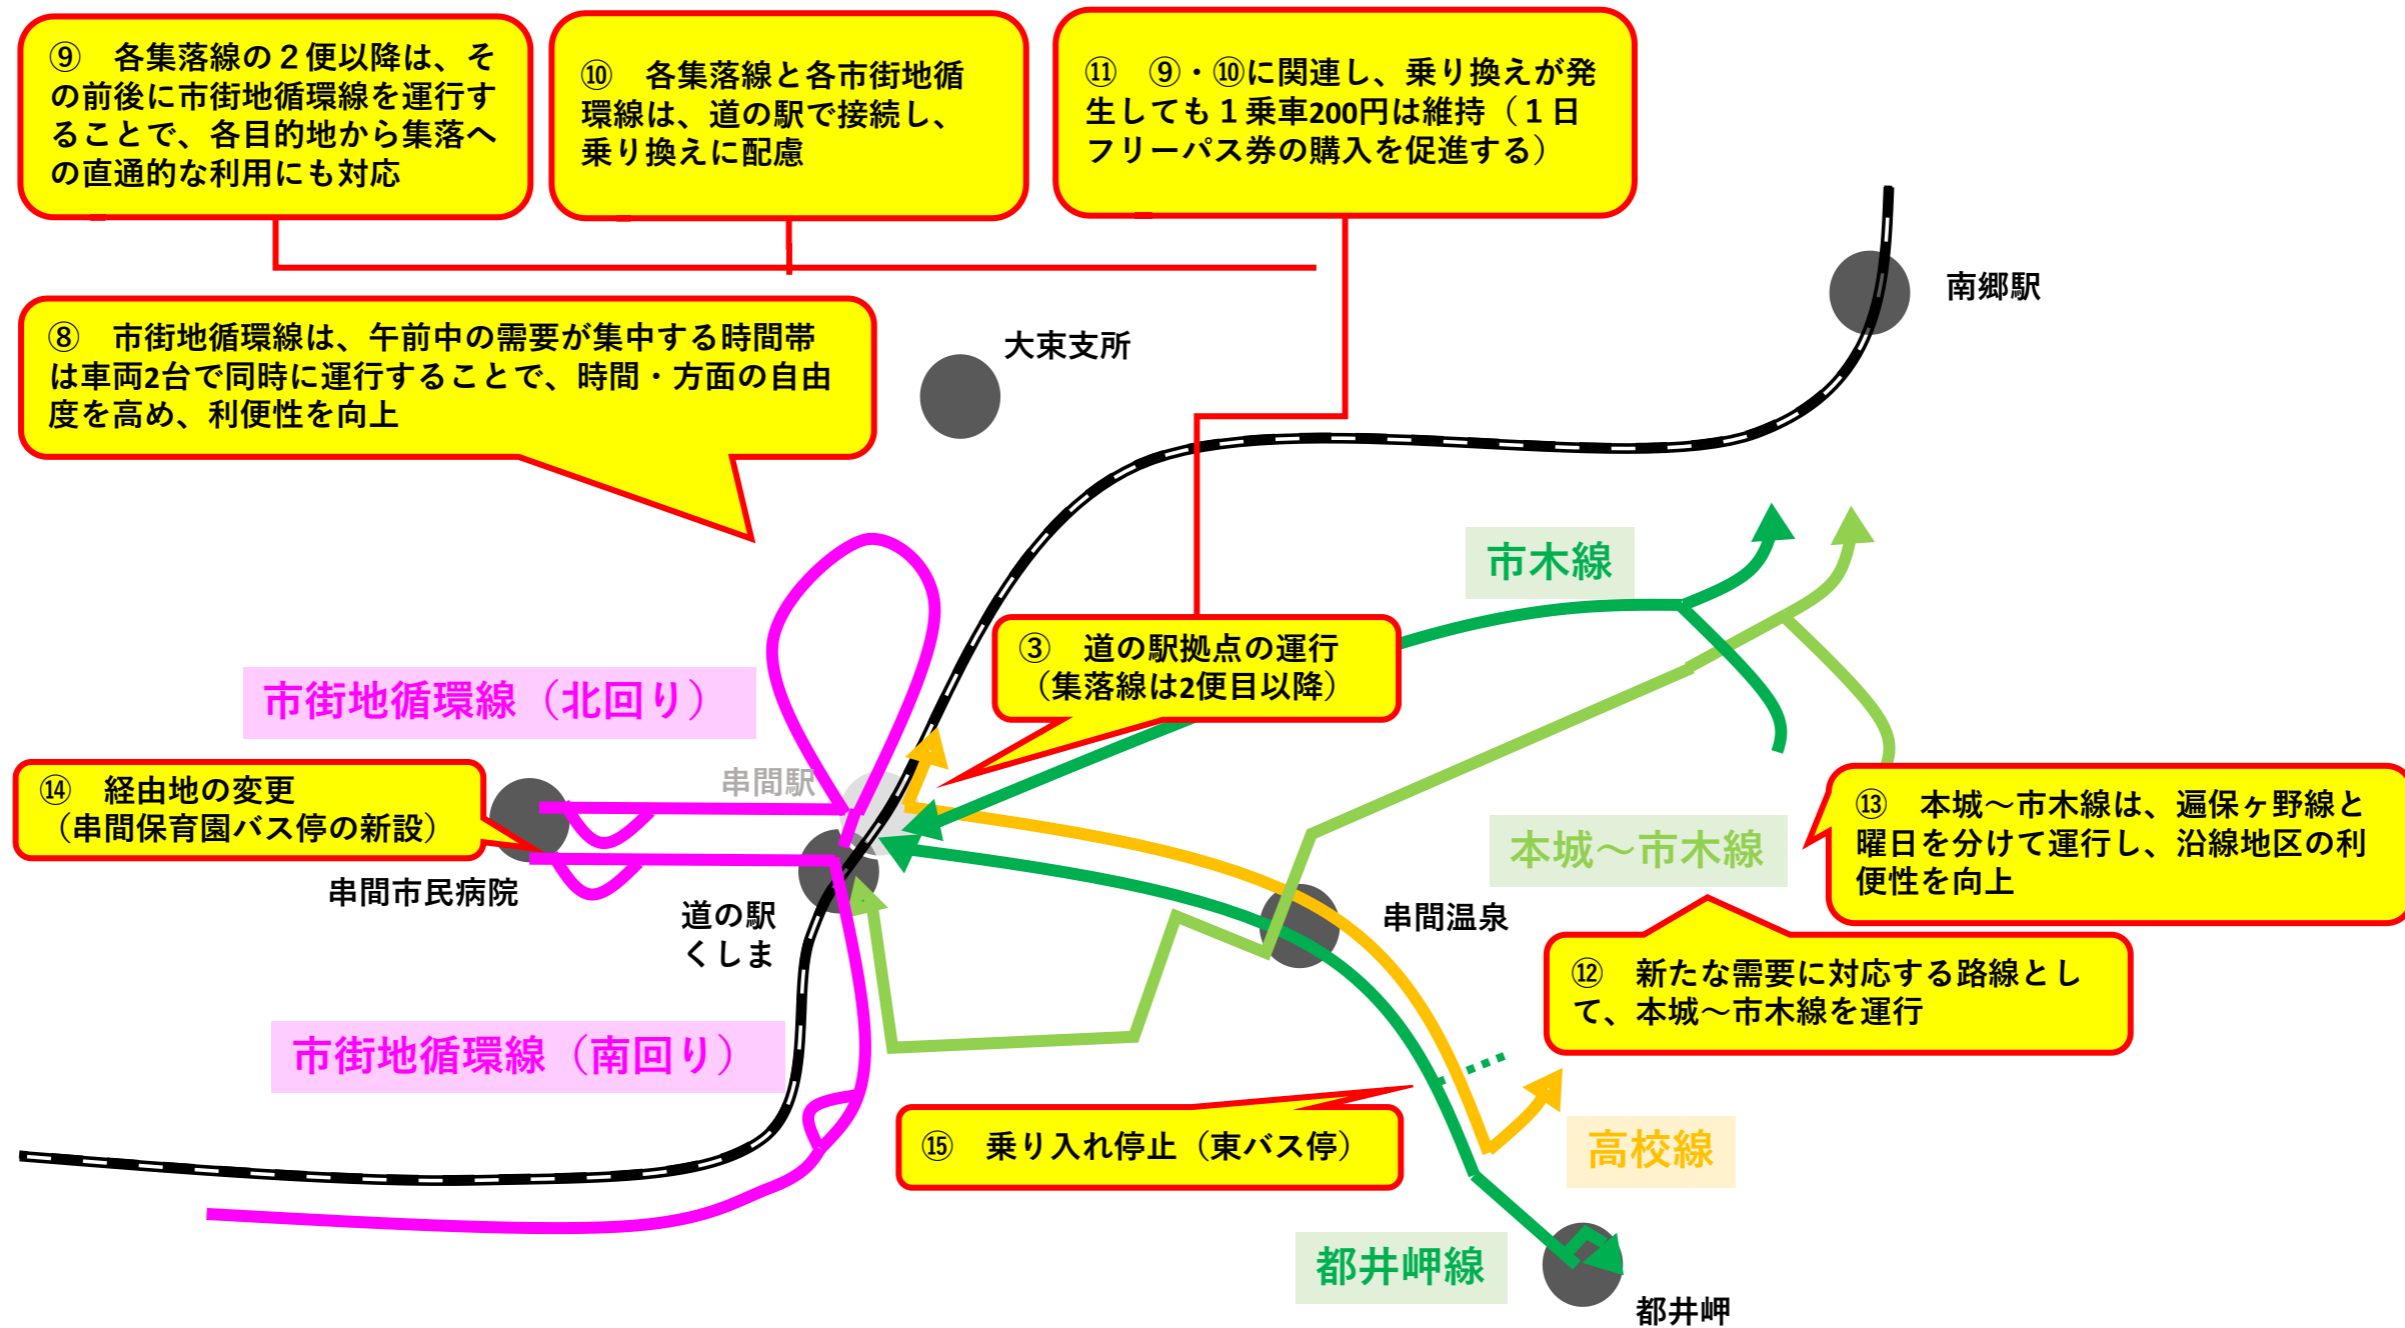 ⑨　各集落線の２便以降は、そ
の前後に市街地循環線を運行す
ることで、各目的地から集落へ
の直通的な利用にも対応
⑩　各集落線と各市街地循
環線は、道の駅で接続し、
乗り換えに配慮
⑪　⑨・⑩に関連し、乗り換えが発
生しても１乗車200円は維持（１日
フリーパス券の購入を促進する）
南郷駅
⑧　市街地循環線は、午前中の需要が集中する時間帯
は車両2台で同時に運行することで、時間・方面の自由
度を高め、利便性を向上
大束支所
市木線
③　道の駅拠点の運行
（集落線は2便目以降）
市街地循環線（北回り）
串間駅
⑭　経由地の変更
（串間保育園バス停の新設）
串間市民病院
道の駅
くしま
本城～市木線
⑬　本城～市木線は、遍保ヶ野線と
曜日を分けて運行し、沿線地区の利
便性を向上
串間温泉
⑫　新たな需要に対応する路線とし
て、本城～市木線を運行
市街地循環線（南回り）
⑮　乗り入れ停止（東バス停）
高校線
都井岬線
都井岬